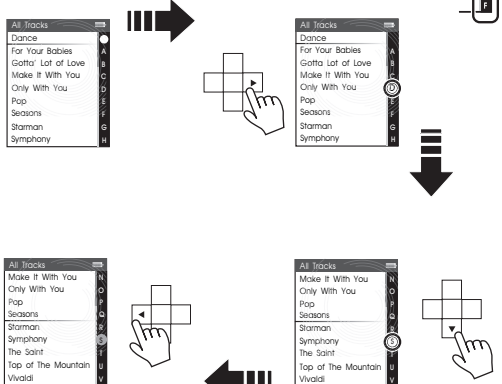 F
All Tracks
Dance
For Your Babies
Gotta' Lot of Love
Make It With You
Only With You
Pop
Seasons
Starman
Symphony
A
B
C
D
E
F
G
H
All Tracks
Dance
For Your Babies
Gotta' Lot of Love
Make It With You
Only With You
Pop
Seasons
Starman
Symphony
A
B
C
D
E
F
G
H
All Tracks
Make It With You
Only With You
Pop
Seasons
Starman
Symphony
The Saint
Top of The Mountain
Vivaldi
N
O
P
Q
R
S
T
U
V
All Tracks
Make It With You
Only With You
Pop
Seasons
Starman
Symphony
The Saint
Top of The Mountain
Vivaldi
N
O
P
Q
R
S
T
U
V